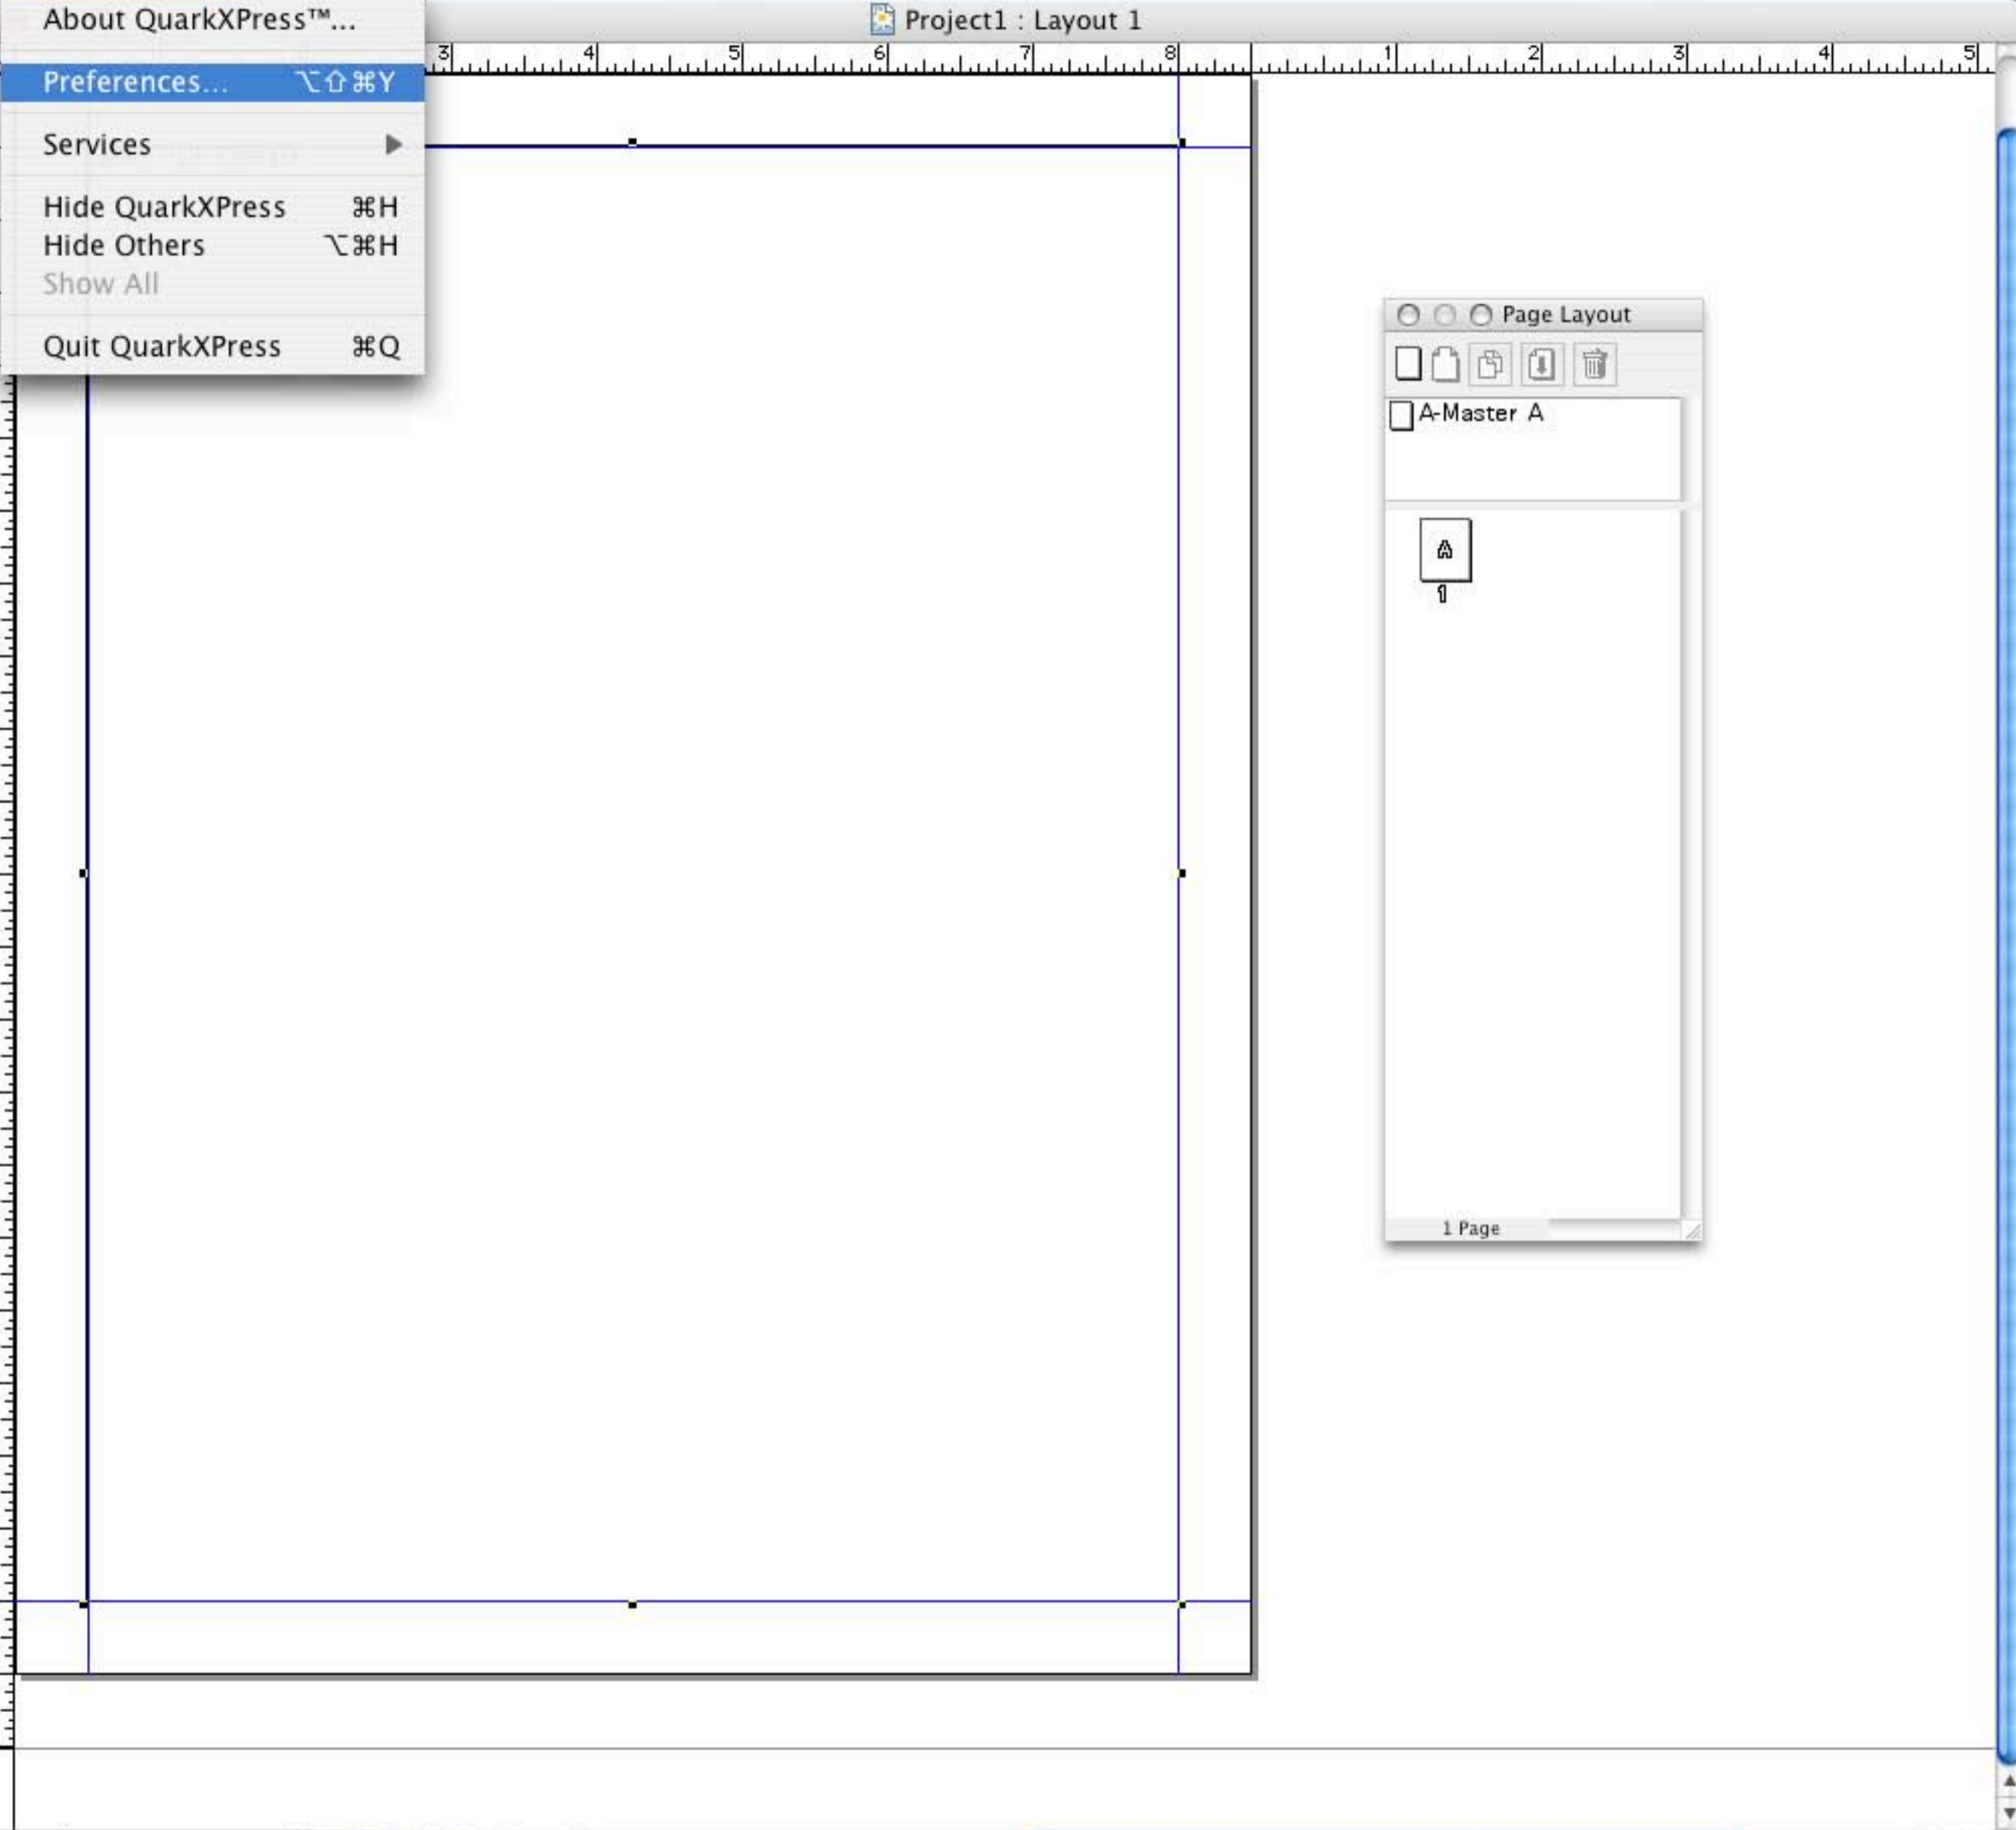 About QuarkXPress™...
Project1 : Layout 1
3 4 5 6 7 8 1 2 3 4 5
Preferences... ⌥⇧⌘Y
Services ▶
Hide QuarkXPress ⌘H
Hide Others ⌥⌘H
Show All
Quit QuarkXPress ⌘Q
Page Layout
A-Master A
A
1
1 Page